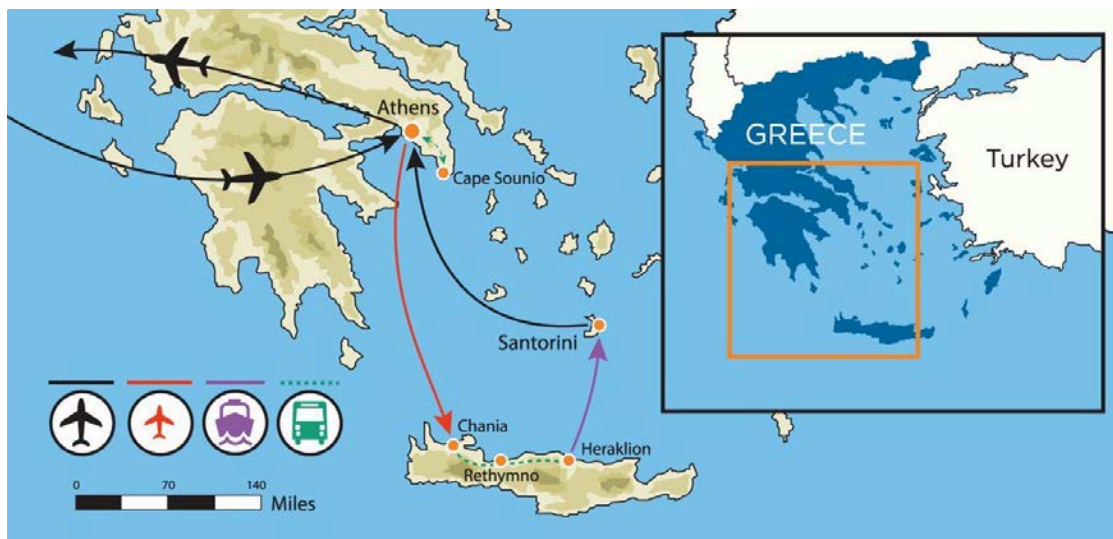 Athens
Cape Sounio
Santorini
Chania
Rethymno
Heraklion
0 70 140
Miles
GREECE
Turkey